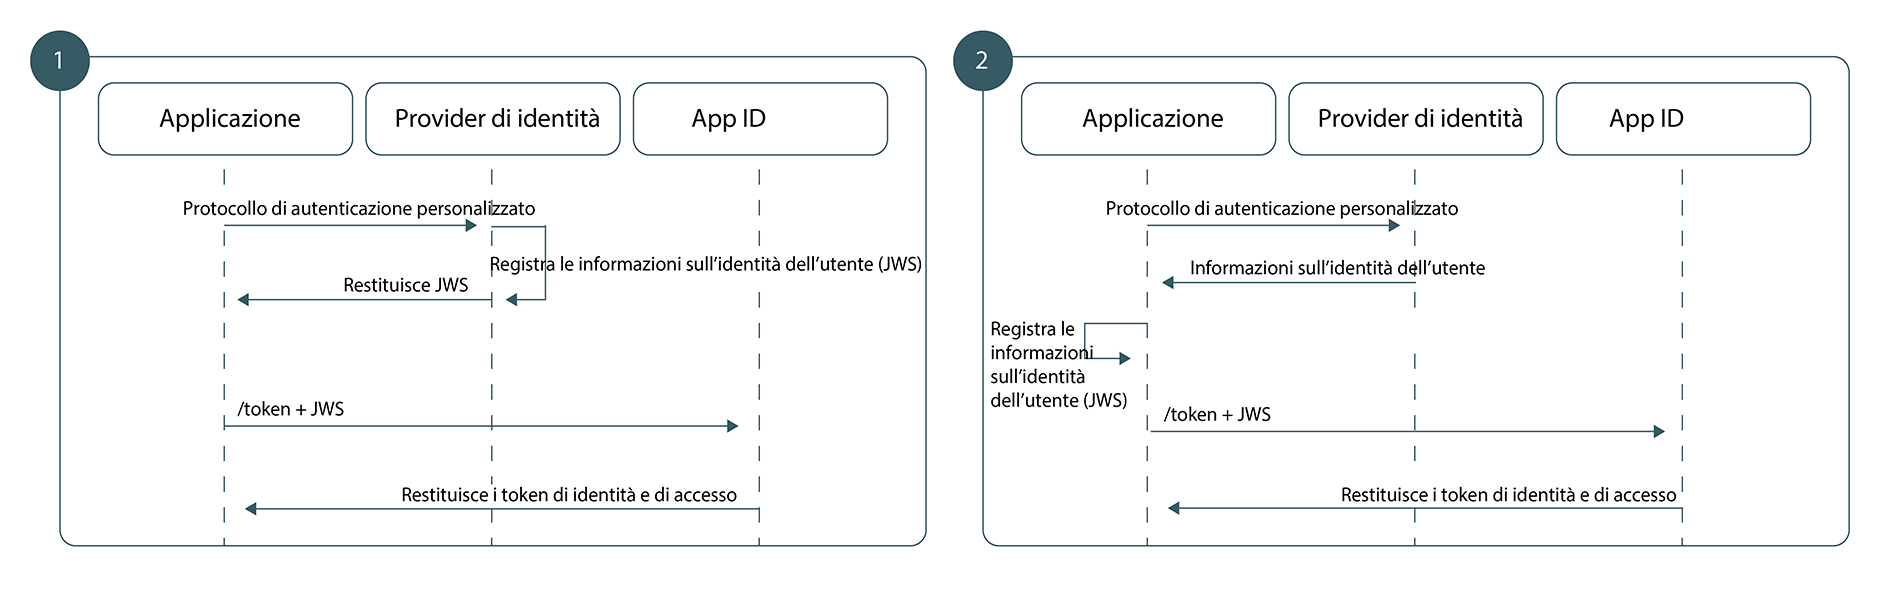 1
Applicazione
Provider di identità
App ID
Protocollo di autenticazione personalizzato
Registra le informazioni sull'identità dell'utente (JWS)
Restituisce JWS
/token + JWS
Restituisce i token di identità e di accesso
2
Applicazione
Provider di identità
App ID
Protocollo di autenticazione personalizzato
Informazioni sull'identità dell'utente
Registra le
informazioni
sull'identità
dell'utente (JWS)
/token + JWS
Restituisce i token di identità e di accesso